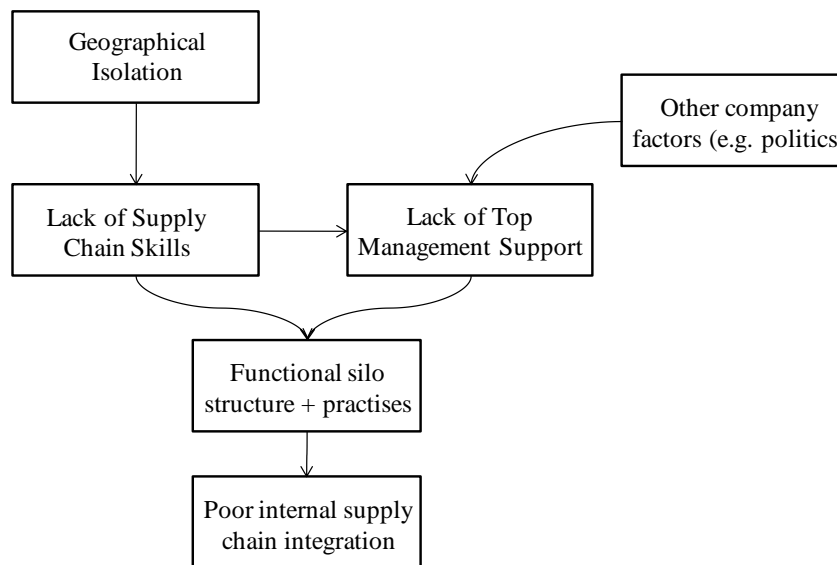 Geographical
Isolation
Other company
factors (e.g. politics
Lack of Supply
Chain Skills
Lack of Top
Management Support
Functional silo
structure + practises
Poor internal supply
chain integration